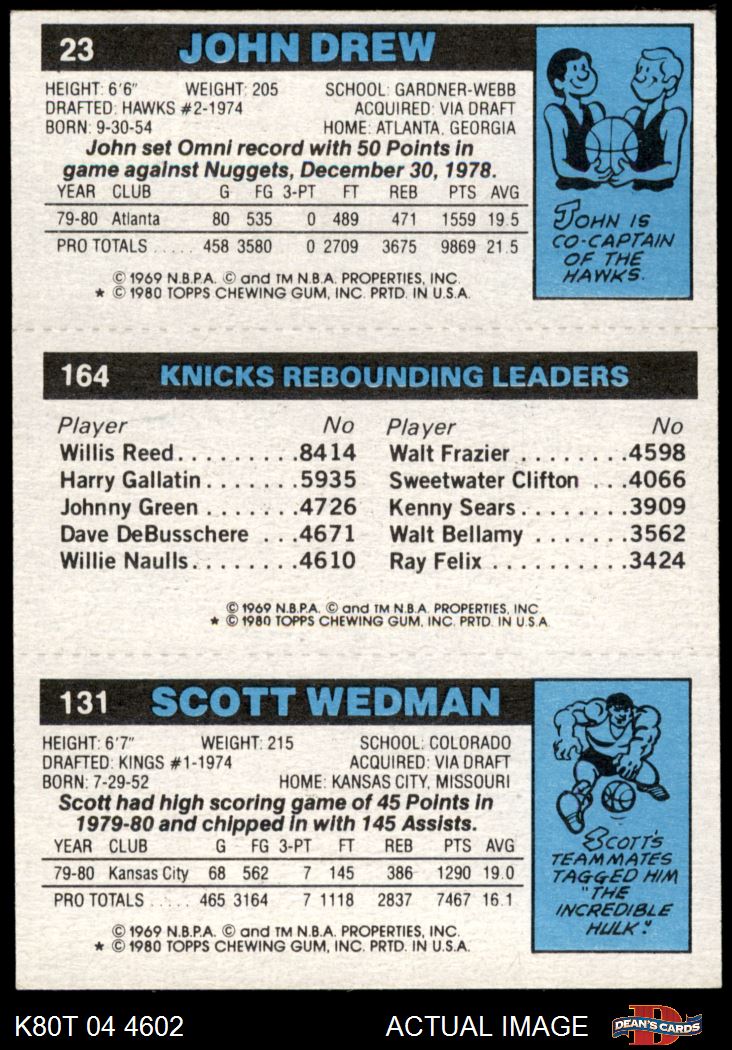 23 JOHN DREW
HEIGHT: 6'6" WEIGHT: 205 SCHOOL: GARDNER-WEBB
DRAFTED: HAWKS #2-1974 ACQUIRED: VIA DRAFT
BORN: 9-30-54 HOME: ATLANTA, GEORGIA
John set Omni record with 50 Points in
game against Nuggets, December 30, 1978.
YEAR CLUB G FG 3-PT FT REB PTS AVG
79-80 Atlanta 80 535 0 489 471 1559 19.5
PRO TOTALS ..... 458 3580 0 2709 3675 9869 21.5
© 1969 N.B.P.A. © and TM N.B.A. PROPERTIES, INC.
* © 1980 TOPPS CHEWING GUM, INC. PRTD. IN U.S.A.
JOHN IS
CO-CAPTAIN
OF THE
HAWKS.
164 KNICKS REBOUNDING LEADERS
Player No
Willis Reed.........8414
Harry Gallatin.......5935
Johnny Green.......4726
Dave DeBusschere ...4671
Willie Naulls........4610
Player No
Walt Frazier ........4598
Sweetwater Clifton ...4066
Kenny Sears........3909
Walt Bellamy .......3562
Ray Felix ..........3424
© 1969 N.B.P.A. © and TM N.B.A. PROPERTIES, INC
* © 1980 TOPPS CHEWING GUM, INC. PRTD. IN U.S.A
131 SCOTT WEDMAN
HEIGHT: 6'7" WEIGHT: 215 SCHOOL: COLORADO
DRAFTED: KINGS #1-1974 ACQUIRED: VIA DRAFT
BORN: 7-29-52 HOME: KANSAS CITY, MISSOURI
Scott had high scoring game of 45 Points in
1979-80 and chipped in with 145 Assists.
YEAR CLUB G FG 3-PT FT REB PTS AVG
79-80 Kansas City 68 562 7 145 386 1290 19.0
PRO TOTALS ..... 465 3164 7 1118 2837 7467 16.1
© 1969 N.B.P.A. © and TM N.B.A. PROPERTIES, INC.
* © 1980 TOPPS CHEWING GUM, INC. PRTD. IN U.S.A.
SCOTT'S
TEAMMATES
TAGGED HIM
"THE
INCREDIBLE
HULK."
K80T 04 4602 ACTUAL IMAGE
D
DEAN'S CARDS